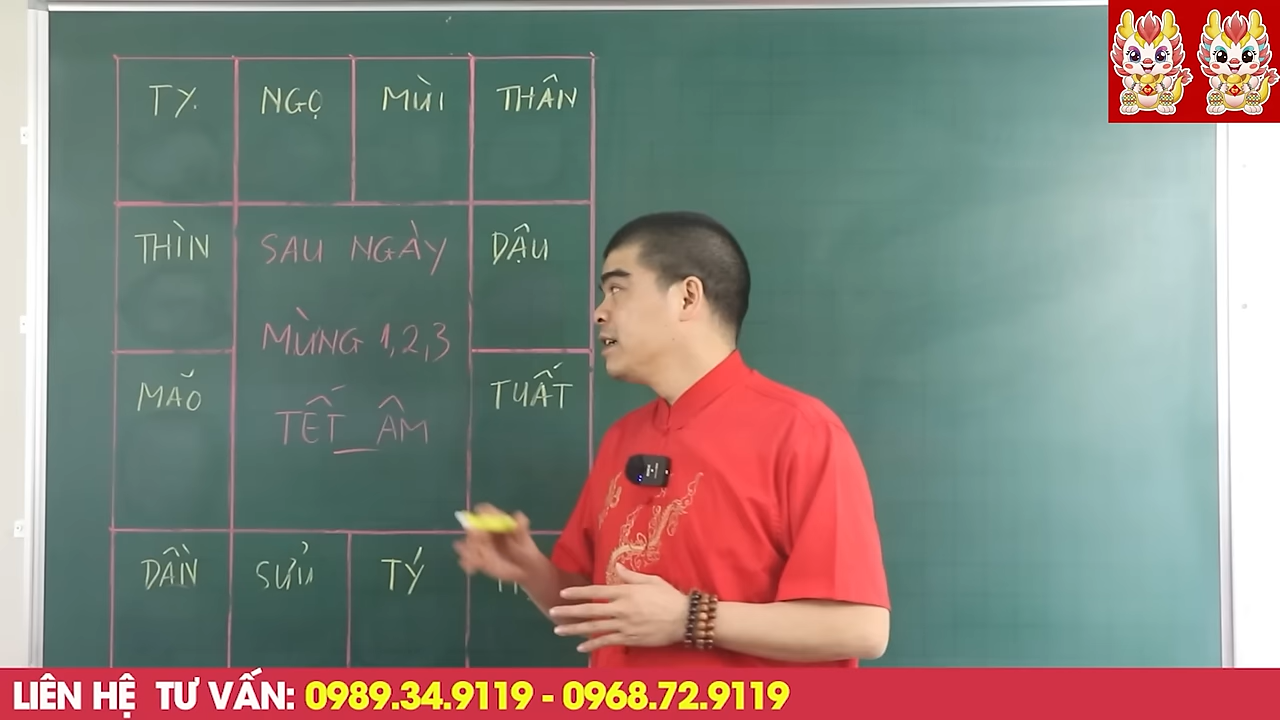 TỴ
NGỌ
MÙI
THÂN
THÌN
SAU NGÀY
DẬU
MÙNG 1,2,3
MÃO
TẾT ÂM
TUẤT
DẦN
SỬU
TÝ
LIÊN HỆ TƯ VẤN: 0989.34.9119 - 0968.72.9119